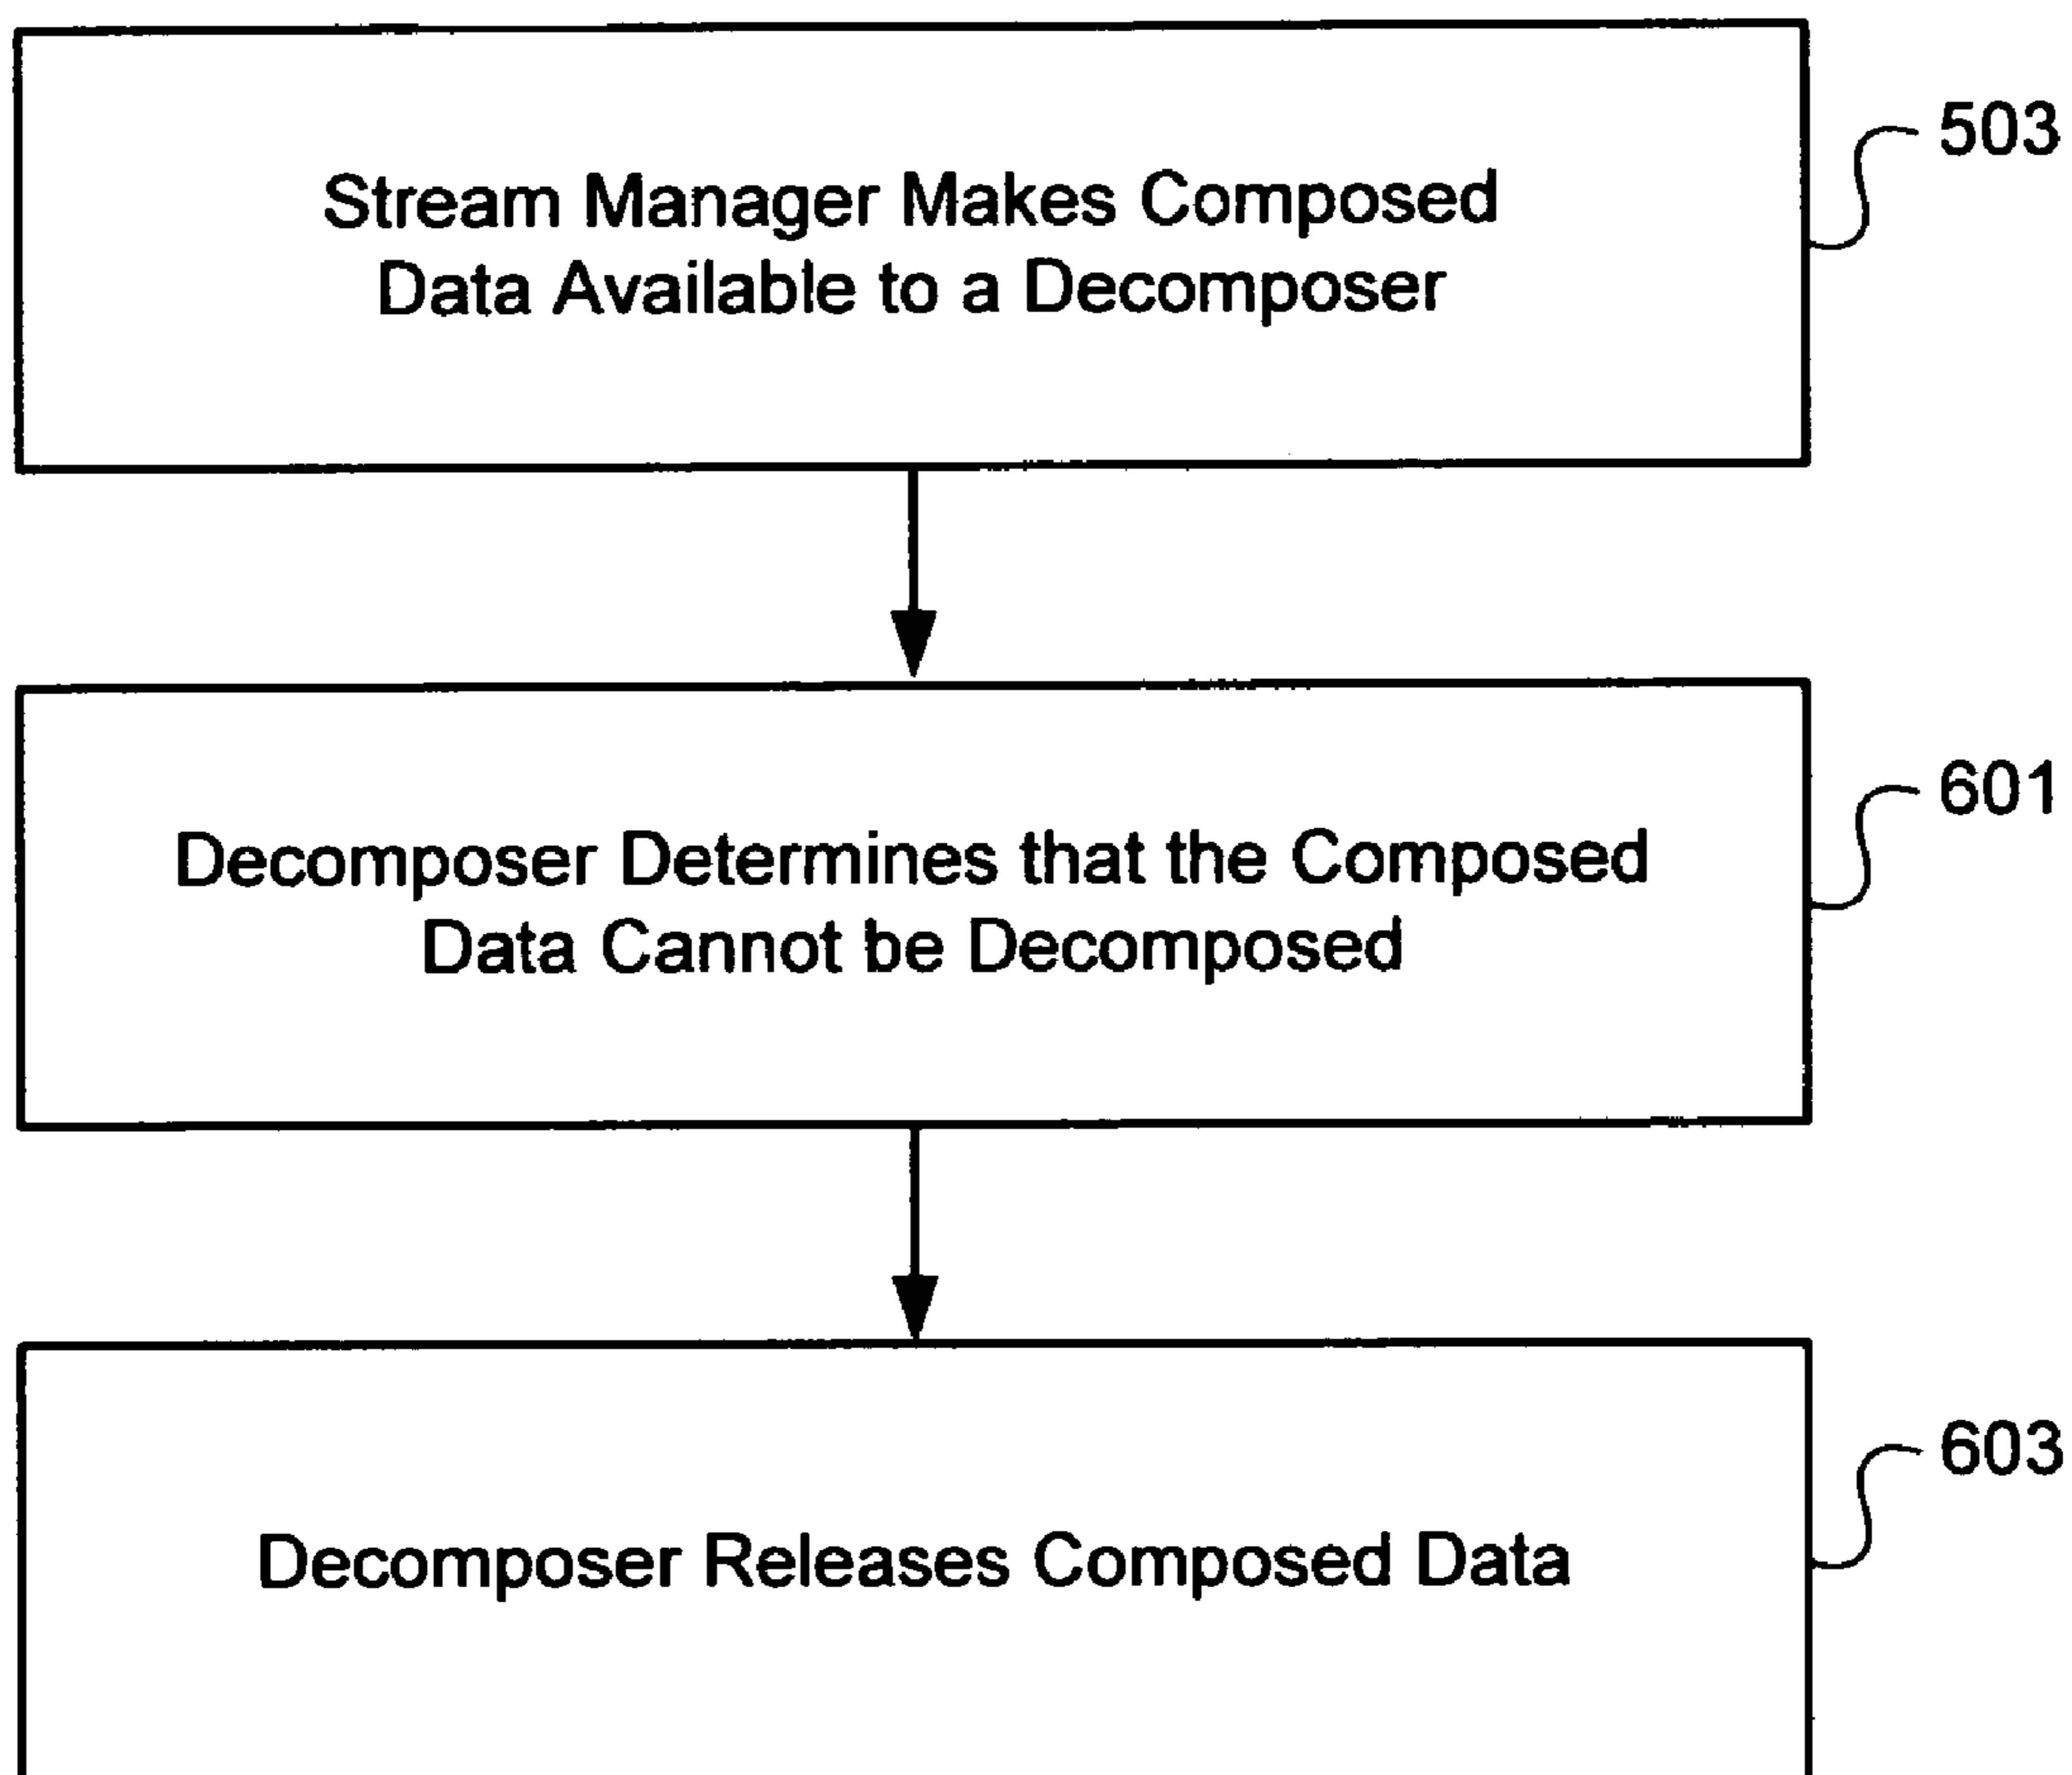 503
Stream Manager Makes Composed
Data Available to a Decomposer
601
Decomposer Determines that the Composed
Data Cannot be Decomposed
603
Decomposer Releases Composed Data